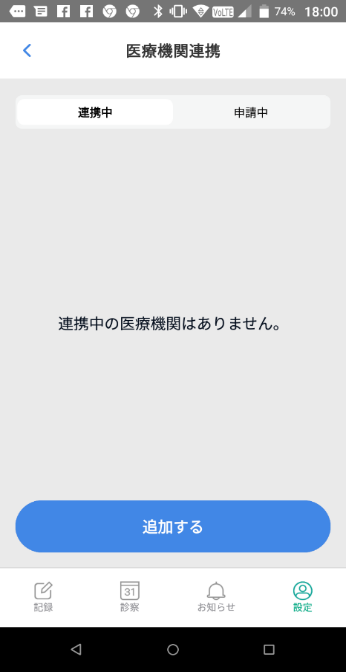 VoLTE 74% 18:00
医療機関連携
連携中 申請中
連携中の医療機関はありません。
追加する
31
記録 診察 お知らせ 設定